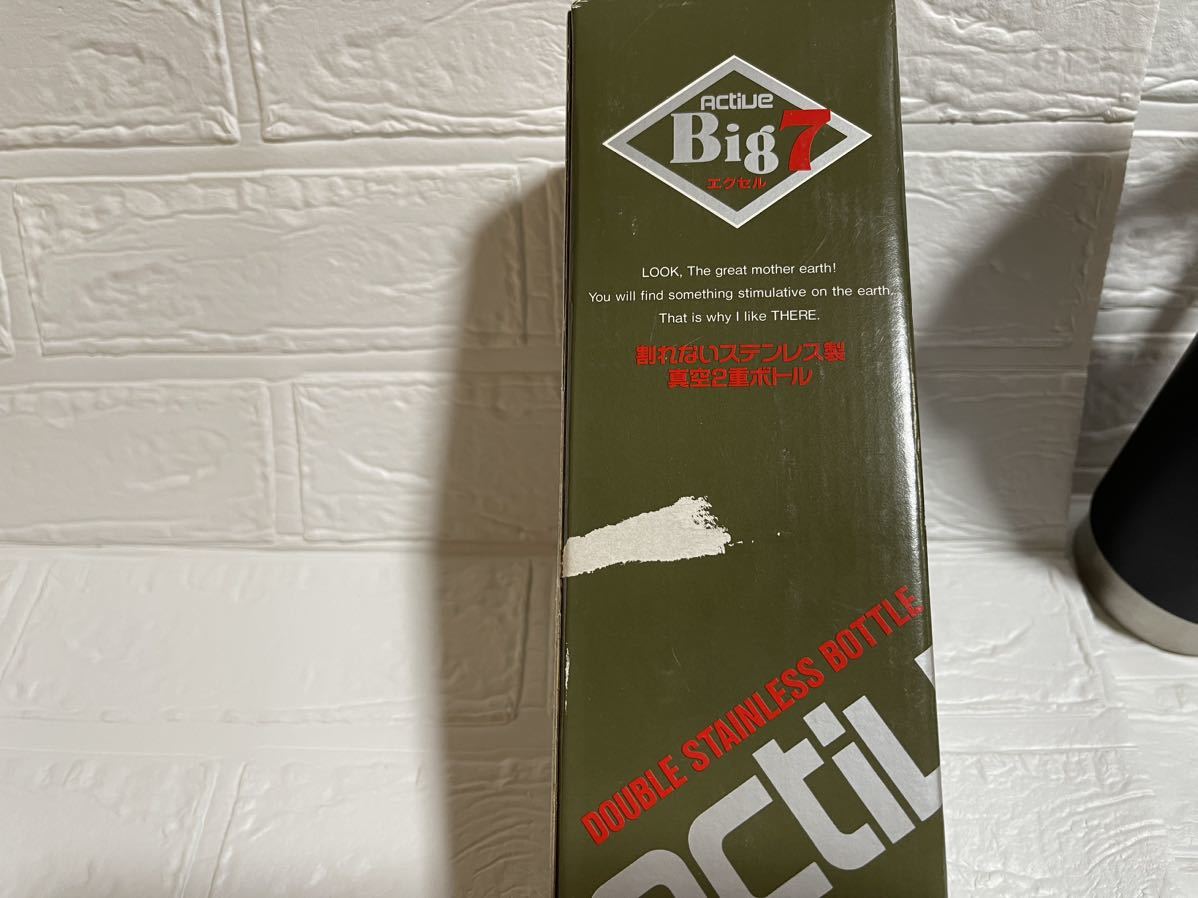 Active
Big7
エクセル
LOOK, The great mother earth!
You will find something stimulative on the earth.
That is why I like THERE.
割れないステンレス製
真空2重ボトル
DOUBLE STAINLESS BOTTLE
activ